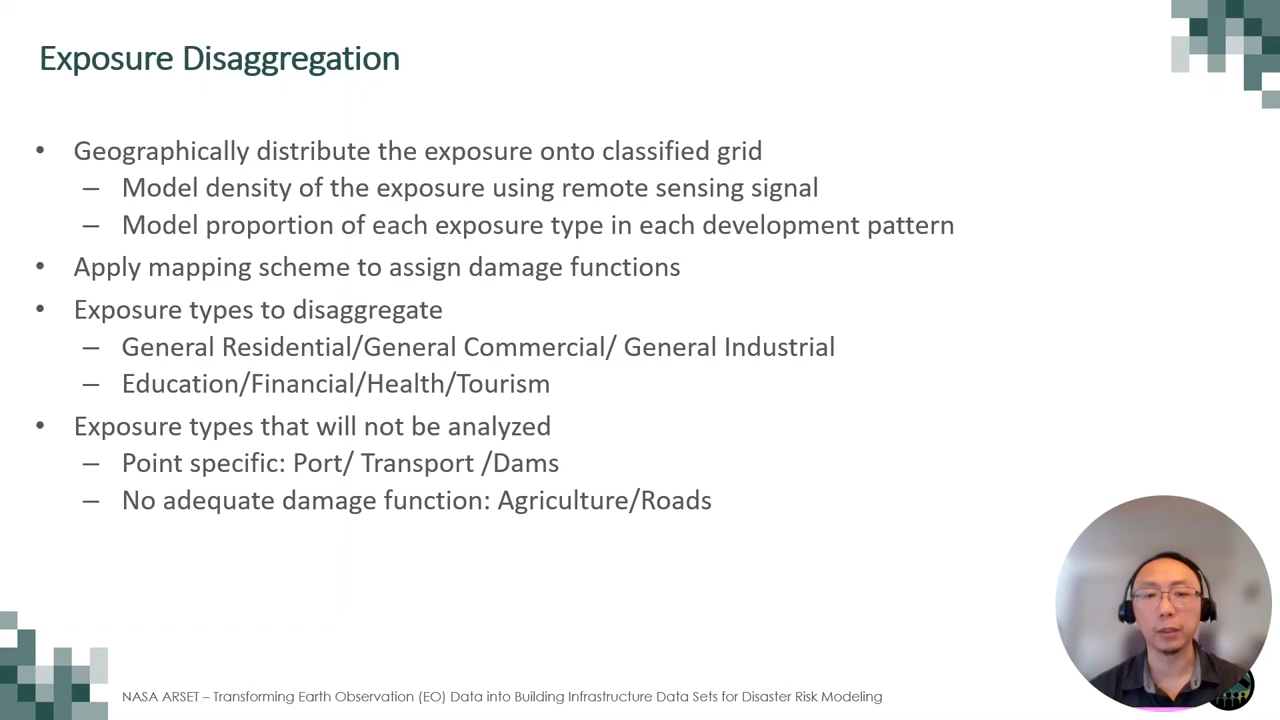 Exposure Disaggregation
• Geographically distribute the exposure onto classified grid
– Model density of the exposure using remote sensing signal
– Model proportion of each exposure type in each development pattern
• Apply mapping scheme to assign damage functions
• Exposure types to disaggregate
– General Residential/General Commercial/ General Industrial
– Education/Financial/Health/Tourism
• Exposure types that will not be analyzed
– Point specific: Port/ Transport /Dams
– No adequate damage function: Agriculture/Roads
NASA ARSET – Transforming Earth Observation (EO) Data into Building Infrastructure Data Sets for Disaster Risk Modeling